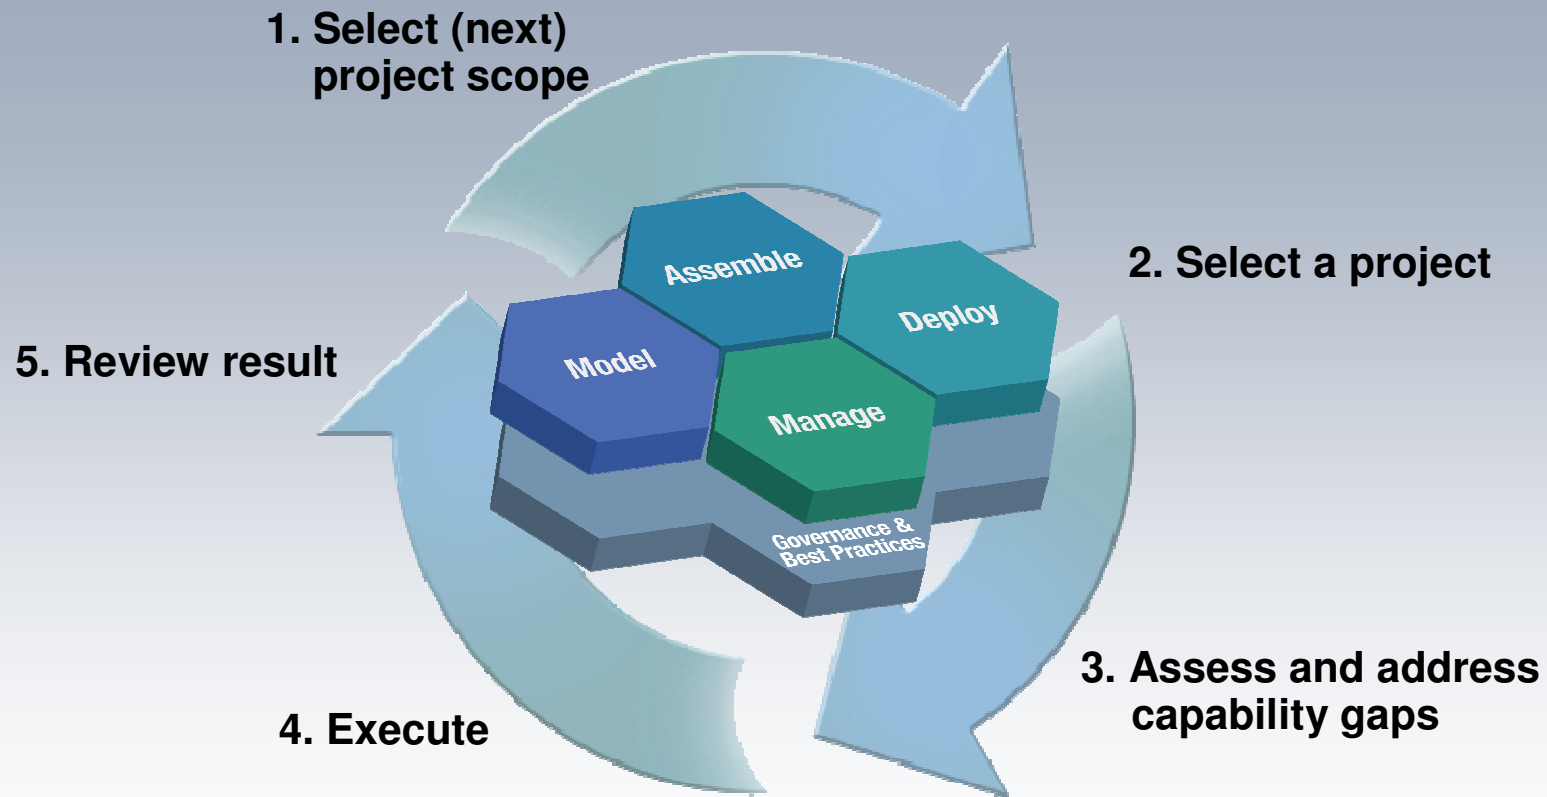 1. Select (next)
project scope
2. Select a project
3. Assess and address
capability gaps
4. Execute
5. Review result
Assemble
Deploy
Model
Manage
Governance &
Best Practices